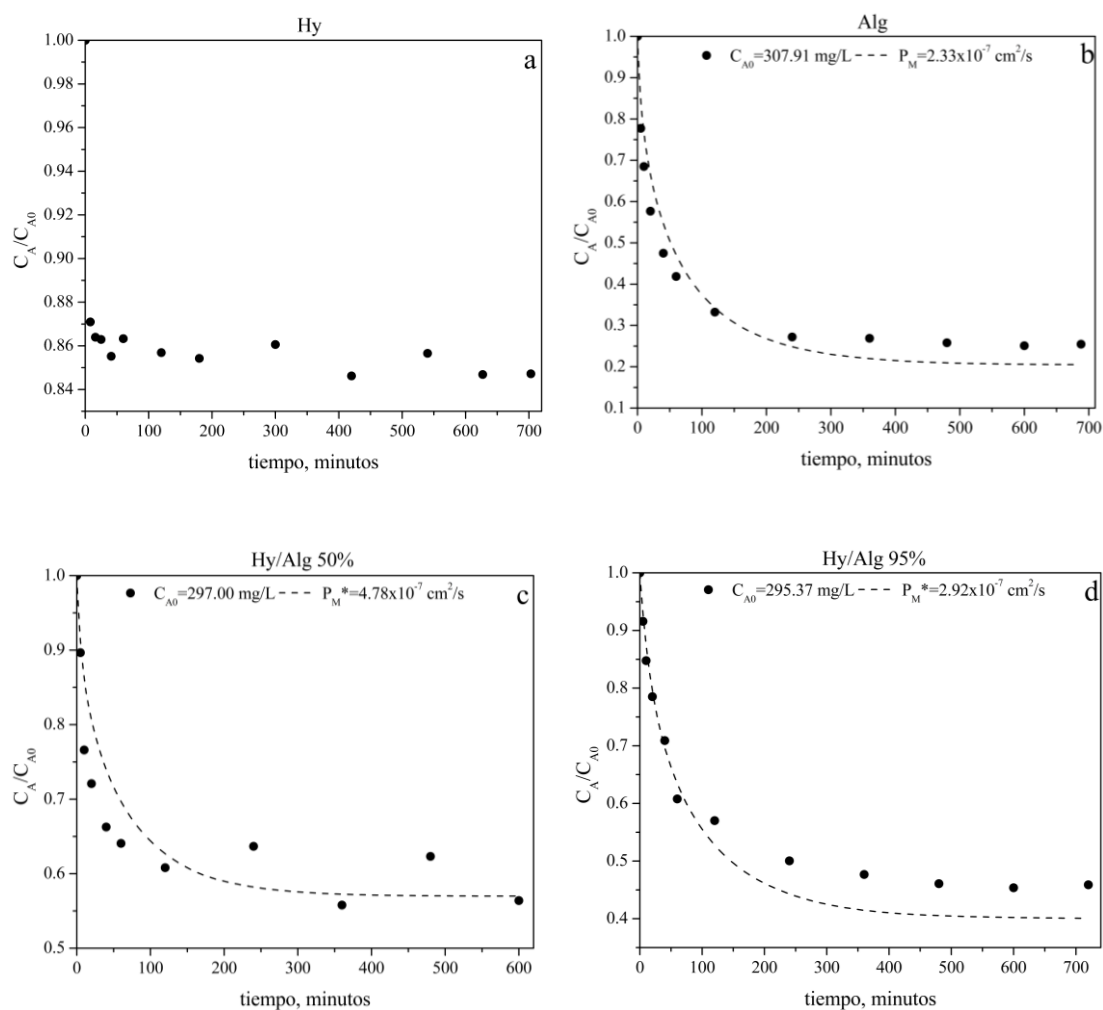 Hy
a
1.00
0.98
0.96
0.94
0.92
0.90
0.88
0.86
0.84
C_A/C_A0
0 100 200 300 400 500 600 700
tiempo, minutos
Alg
b
C_A0=307.91 mg/L P_M=2.33x10^-7 cm^2/s
1.0
0.9
0.8
0.7
0.6
0.5
0.4
0.3
0.2
0.1
C_A/C_A0
0 100 200 300 400 500 600 700
tiempo, minutos
Hy/Alg 50%
c
C_A0=297.00 mg/L P_M*=4.78x10^-7 cm^2/s
1.0
0.9
0.8
0.7
0.6
0.5
C_A/C_A0
0 100 200 300 400 500 600
tiempo, minutos
Hy/Alg 95%
d
C_A0=295.37 mg/L P_M*=2.92x10^-7 cm^2/s
1.0
0.9
0.8
0.7
0.6
0.5
0.4
C_A/C_A0
0 100 200 300 400 500 600 700
tiempo, minutos